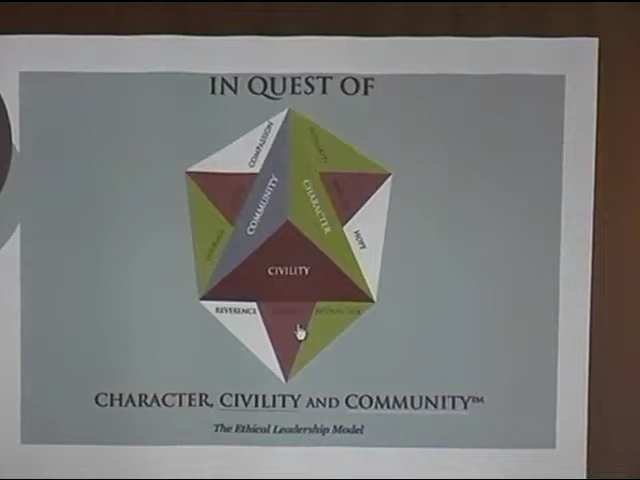 IN QUEST OF
COMPASSION
COMMUNITY
CHARACTER
HOPE
CIVILITY
REVERENCE
CHARACTER, CIVILITY AND COMMUNITY™
The Ethical Leadership Model